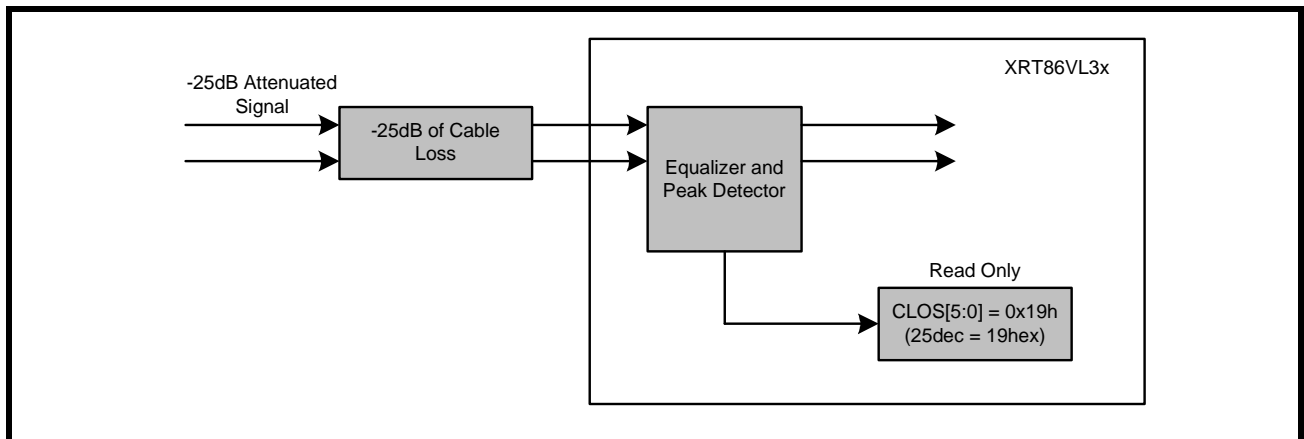 XRT86VL3x
-25dB Attenuated
Signal
-25dB of Cable
Loss
Equalizer and
Peak Detector
Read Only
CLOS[5:0] = 0x19h
(25dec = 19hex)